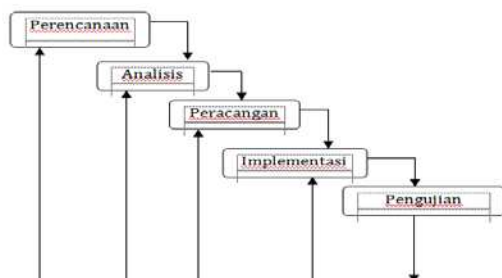 Perencanaan
Analisis
Peracangan
Implementasi
Pengujian